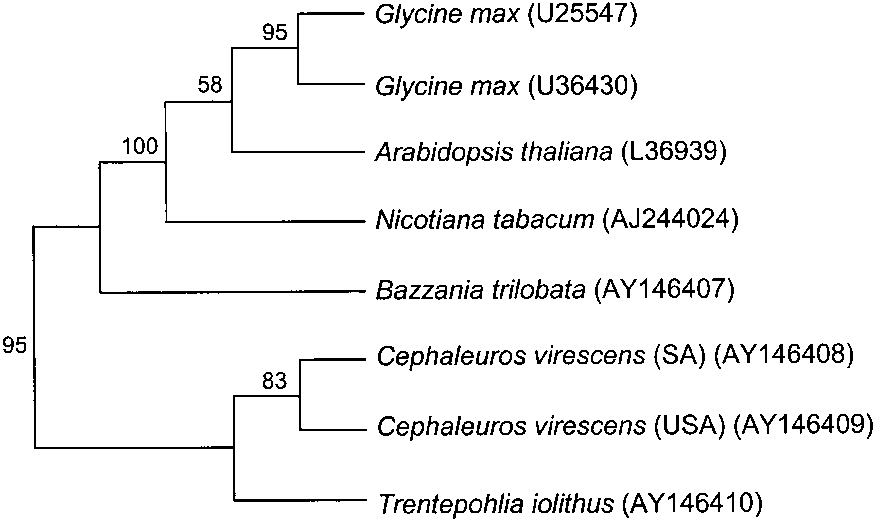 Glycine max (U25547)
95
Glycine max (U36430)
58
Arabidopsis thaliana (L36939)
100
Nicotiana tabacum (AJ244024)
Bazzania trilobata (AY146407)
95
Cephaleuros virescens (SA) (AY146408)
83
Cephaleuros virescens (USA) (AY146409)
Trentepohlia iolithus (AY146410)